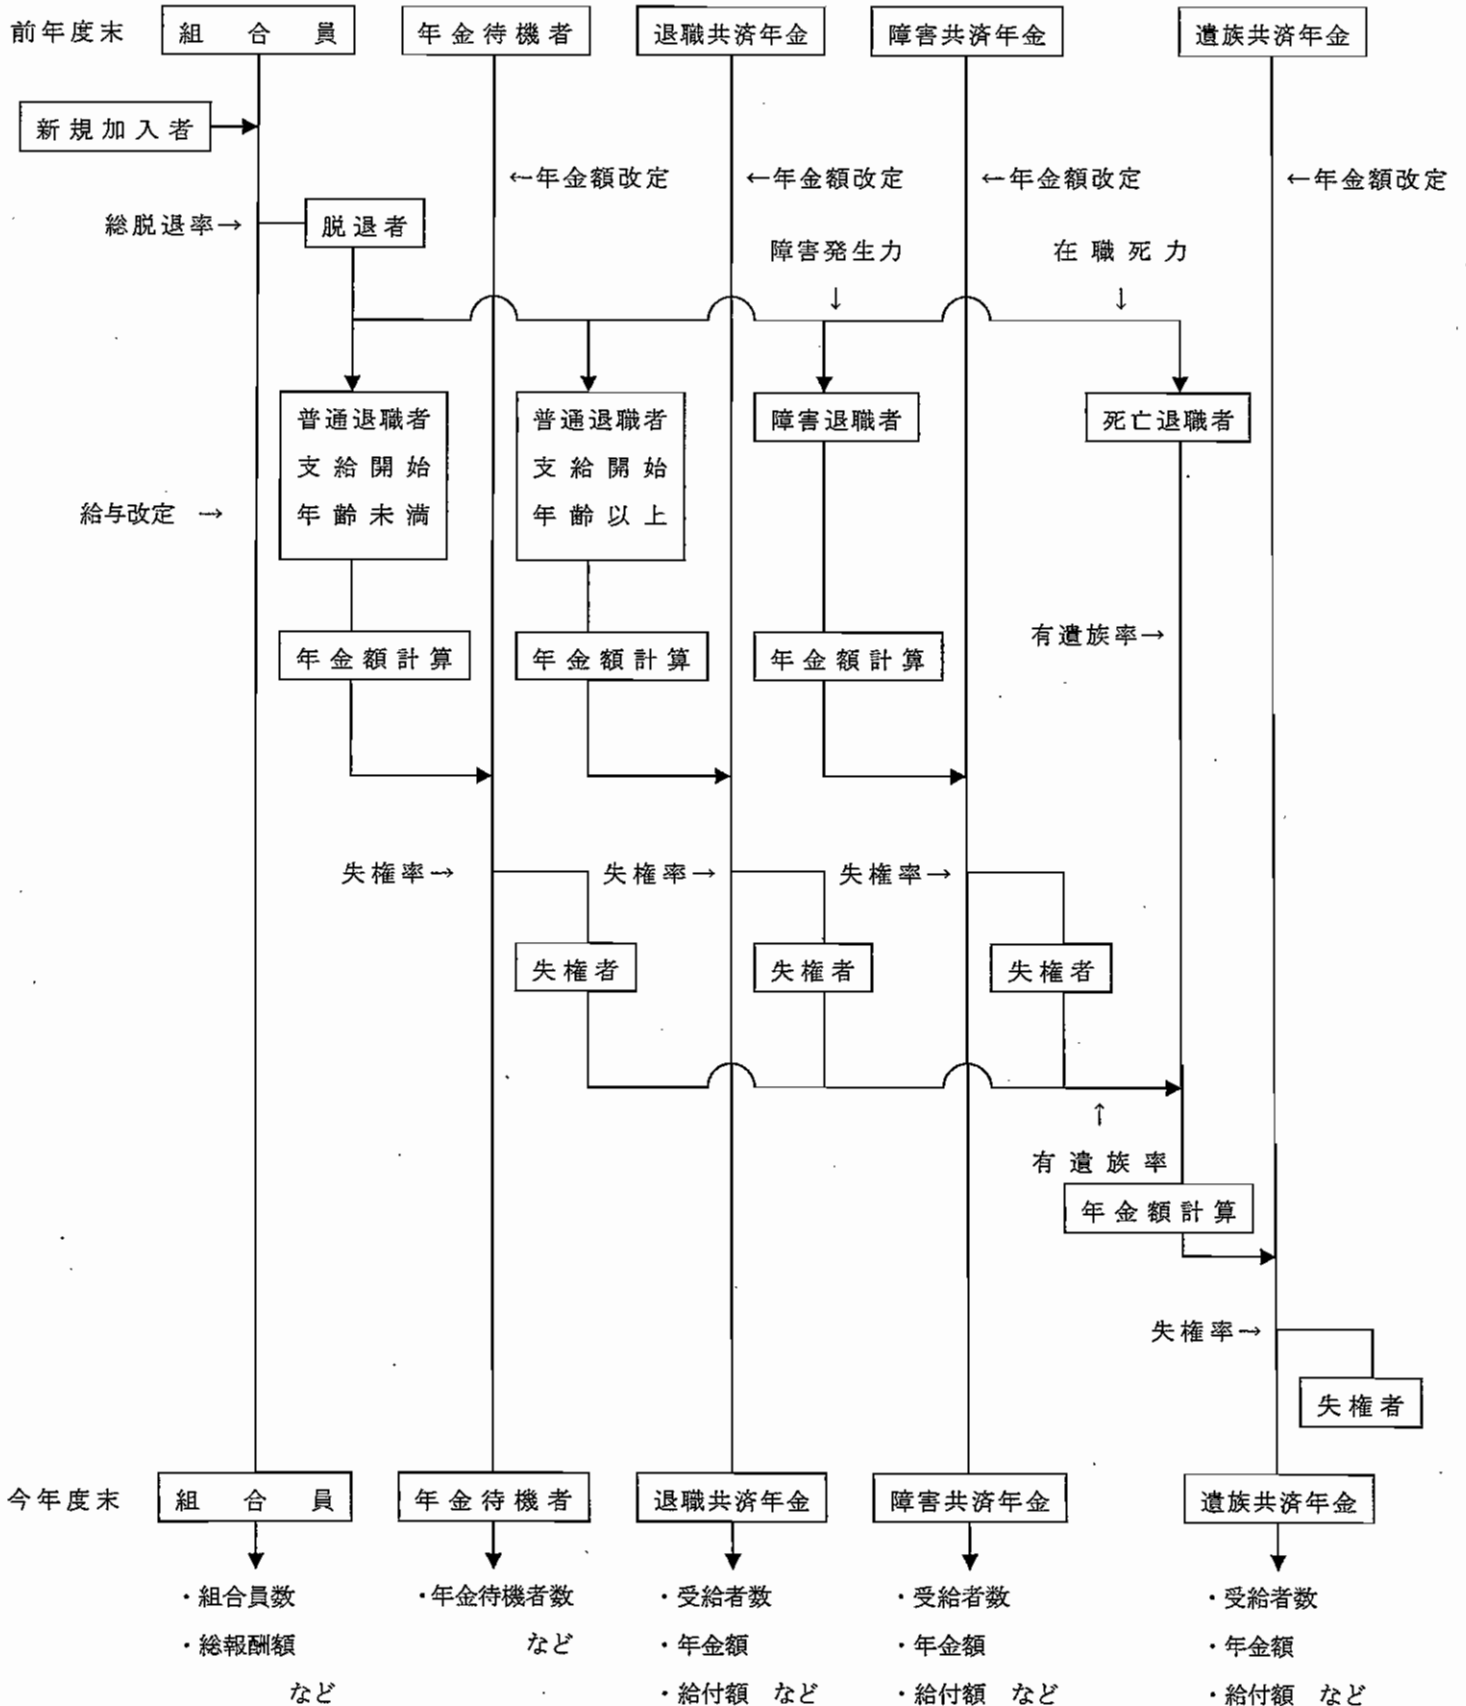 前年度末
組合員
年金待機者
退職共済年金
障害共済年金
遺族共済年金
新規加入者
←年金額改定
←年金額改定
←年金額改定
←年金額改定
総脱退率→
脱退者
障害発生力
↓
在職死力
↓
普通退職者
支給開始
年齢未満
普通退職者
支給開始
年齢以上
障害退職者
死亡退職者
給与改定 →
年金額計算
年金額計算
年金額計算
有遺族率→
失権率→
失権率→
失権率→
失権者
失権者
失権者
↑
有遺族率
年金額計算
失権率→
失権者
今年度末
組合員
年金待機者
退職共済年金
障害共済年金
遺族共済年金
・組合員数
・総報酬額
など
・年金待機者数
など
・受給者数
・年金額
・給付額 など
・受給者数
・年金額
・給付額 など
・受給者数
・年金額
・給付額 など